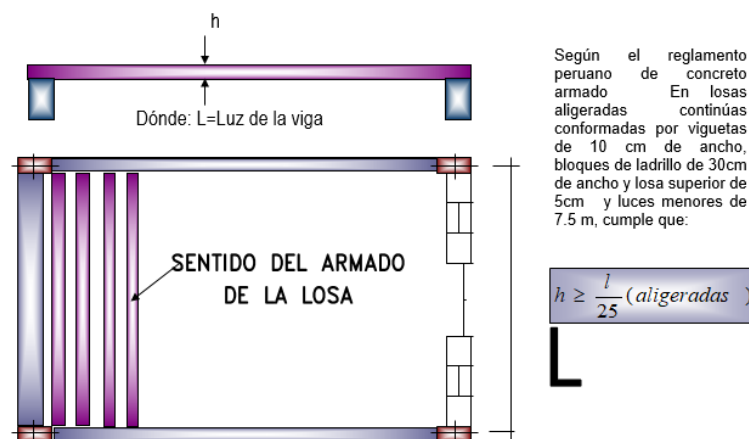 h
Dónde: L=Luz de la viga
SENTIDO DEL ARMADO
DE LA LOSA
Según el reglamento
peruano de concreto
armado En losas
aligeradas continúas
conformadas por viguetas
de 10 cm de ancho,
bloques de ladrillo de 30cm
de ancho y losa superior de
5cm y luces menores de
7.5 m, cumple que:
h ≥ l/25 (aligeradas )
L